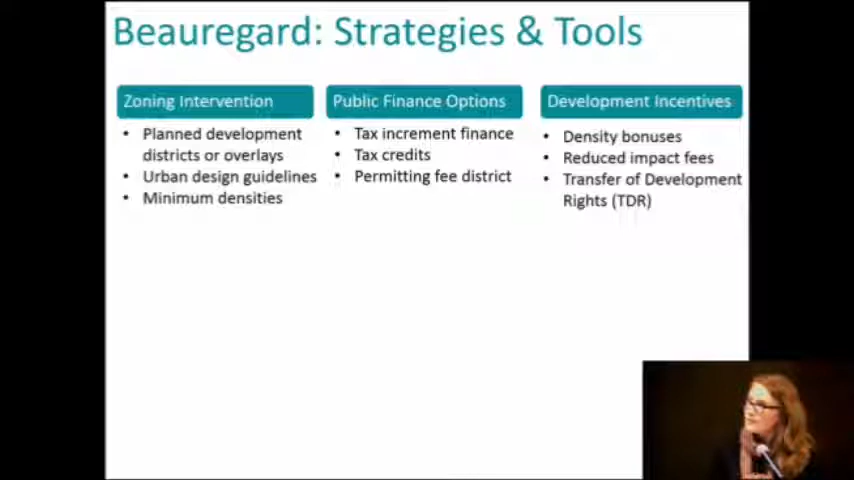 Beauregard: Strategies & Tools
Zoning Intervention
• Planned development
districts or overlays
• Urban design guidelines
• Minimum densities
Public Finance Options
• Tax increment finance
• Tax credits
• Permitting fee district
Development Incentives
• Density bonuses
• Reduced impact fees
• Transfer of Development
Rights (TDR)